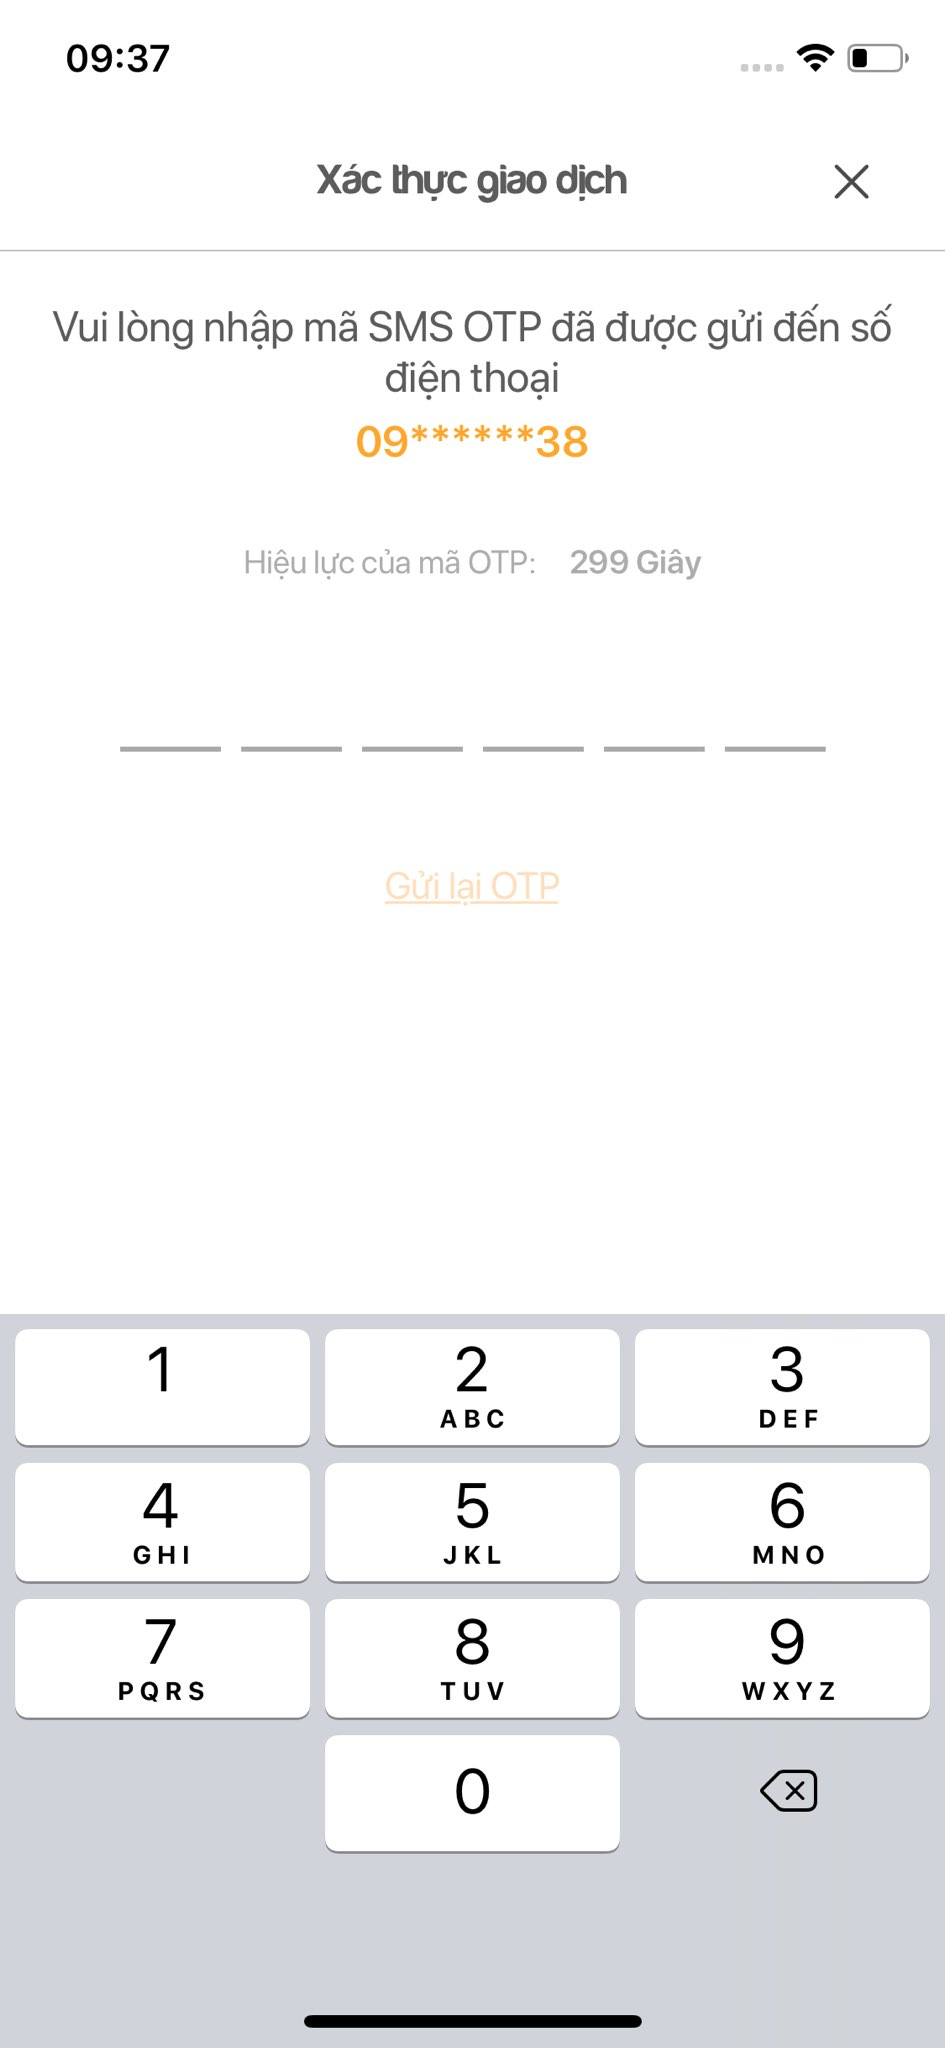 09:37
Xác thực giao dịch
Vui lòng nhập mã SMS OTP đã được gửi đến số
điện thoại
09******38
Hiệu lực của mã OTP: 299 Giây
Gửi lại OTP
1 2 3
ABC DEF
4 5 6
GHI JKL MNO
7 8 9
PQRS TUV WXYZ
0